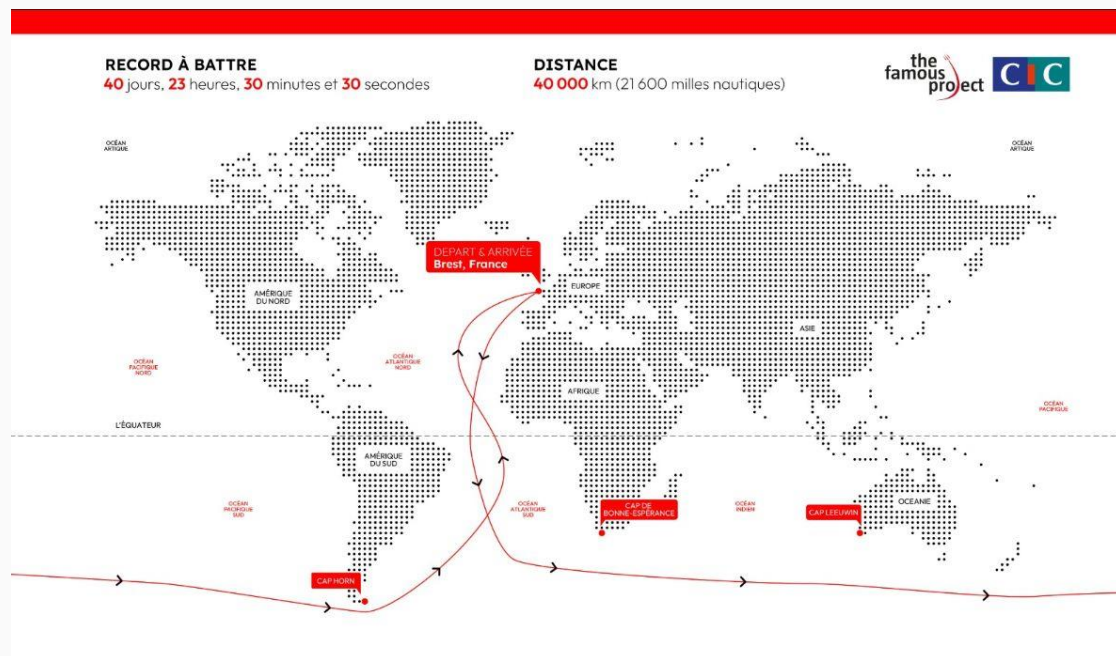 RECORD À BATTRE
40 jours, 23 heures, 30 minutes et 30 secondes
DISTANCE
40 000 km (21 600 milles nautiques)
the
famous
project
CIC
OCÉAN
ARTIQUE
OCÉAN
ARTIQUE
DEPART & ARRIVÉE
Brest, France
AMÉRIQUE
DU NORD
EUROPE
ASIE
OCÉAN
PACIFIQUE
NORD
OCÉAN
ATLANTIQUE
NORD
AFRIQUE
OCÉAN
PACIFIQUE
L'ÉQUATEUR
AMÉRIQUE
DU SUD
OCÉAN
PACIFIQUE
SUD
OCÉAN
ATLANTIQUE
SUD
CAP DE
BONNE-ESPÉRANCE
OCÉAN
INDIEN
CAP LEEUWIN
OCEANIE
CAP HORN